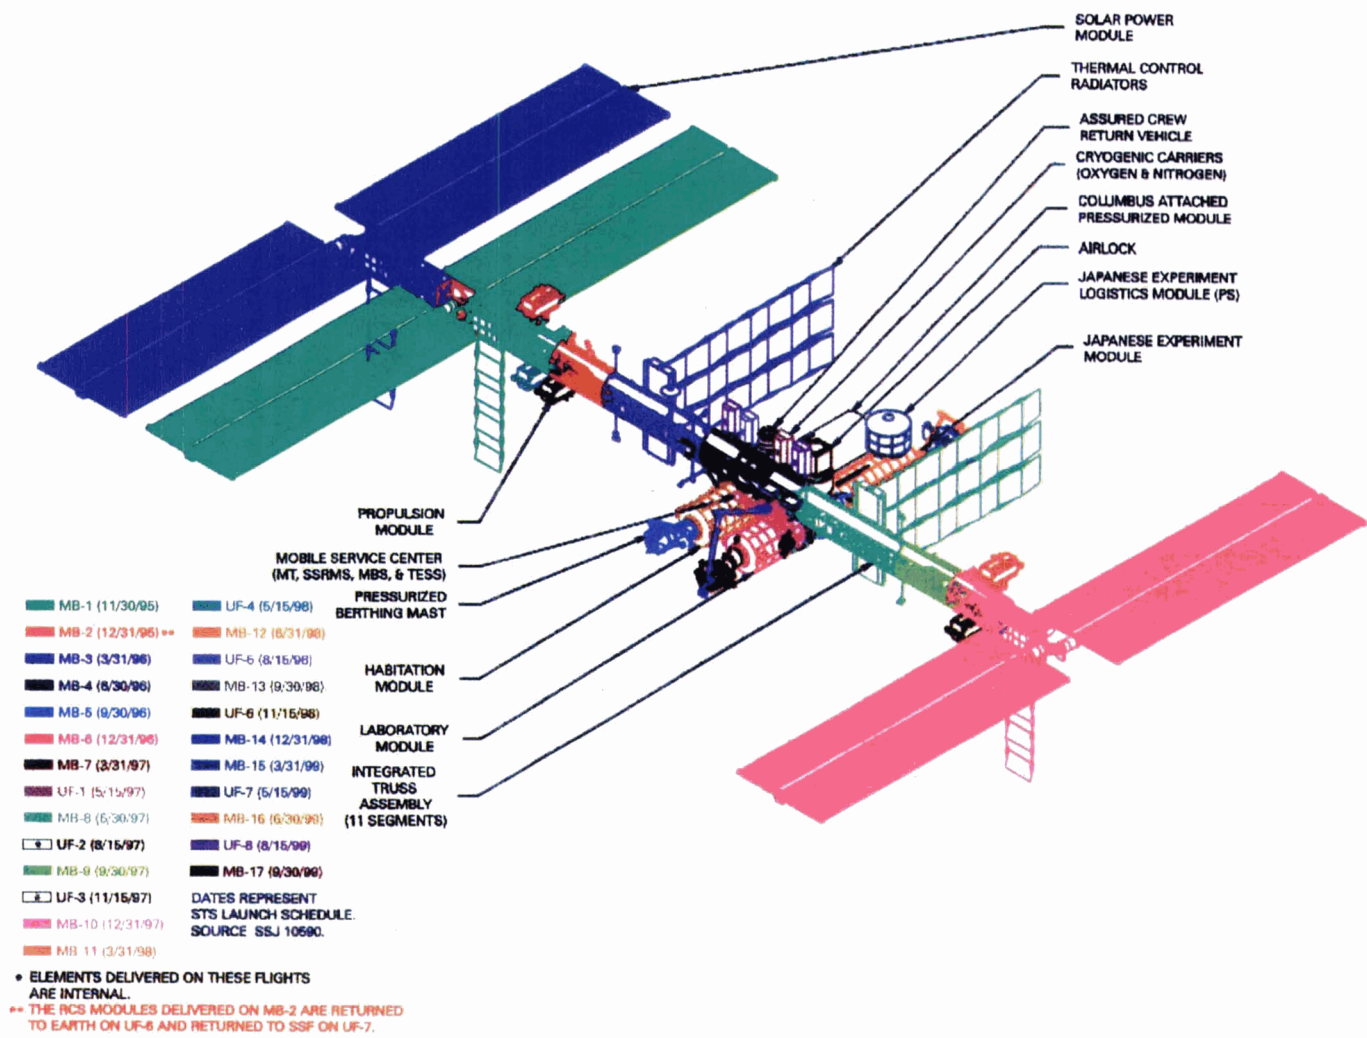 SOLAR POWER
MODULE
THERMAL CONTROL
RADIATORS
ASSURED CREW
RETURN VEHICLE
CRYOGENIC CARRIERS
(OXYGEN & NITROGEN)
COLUMBUS ATTACHED
PRESSURIZED MODULE
AIRLOCK
JAPANESE EXPERIMENT
LOGISTICS MODULE (PS)
JAPANESE EXPERIMENT
MODULE
PROPULSION
MODULE
MOBILE SERVICE CENTER
(MT, SSRMS, MBS, & TESS)
PRESSURIZED
BERTHING MAST
HABITATION
MODULE
LABORATORY
MODULE
INTEGRATED
TRUSS
ASSEMBLY
(11 SEGMENTS)
MB-1 (11/30/95)
MB-2 (12/31/95) **
MB-3 (3/31/96)
MB-4 (6/30/96)
MB-5 (9/30/96)
MB-6 (12/31/96)
MB-7 (3/31/97)
UF-1 (5/15/97)
MB-8 (6/30/97)
* UF-2 (8/15/97)
MB-9 (9/30/97)
* UF-3 (11/15/97)
MB-10 (12/31/97)
MB-11 (3/31/98)
UF-4 (5/15/98)
MB-12 (6/31/98)
UF-5 (8/15/98)
MB-13 (9/30/98)
UF-6 (11/15/98)
MB-14 (12/31/98)
MB-15 (3/31/99)
UF-7 (5/15/99)
MB-16 (6/30/99)
UF-8 (8/15/99)
MB-17 (9/30/99)
DATES REPRESENT
STS LAUNCH SCHEDULE.
SOURCE SSJ 10590.
* ELEMENTS DELIVERED ON THESE FLIGHTS
ARE INTERNAL.
** THE RCS MODULES DELIVERED ON MB-2 ARE RETURNED
TO EARTH ON UF-6 AND RETURNED TO SSF ON UF-7.